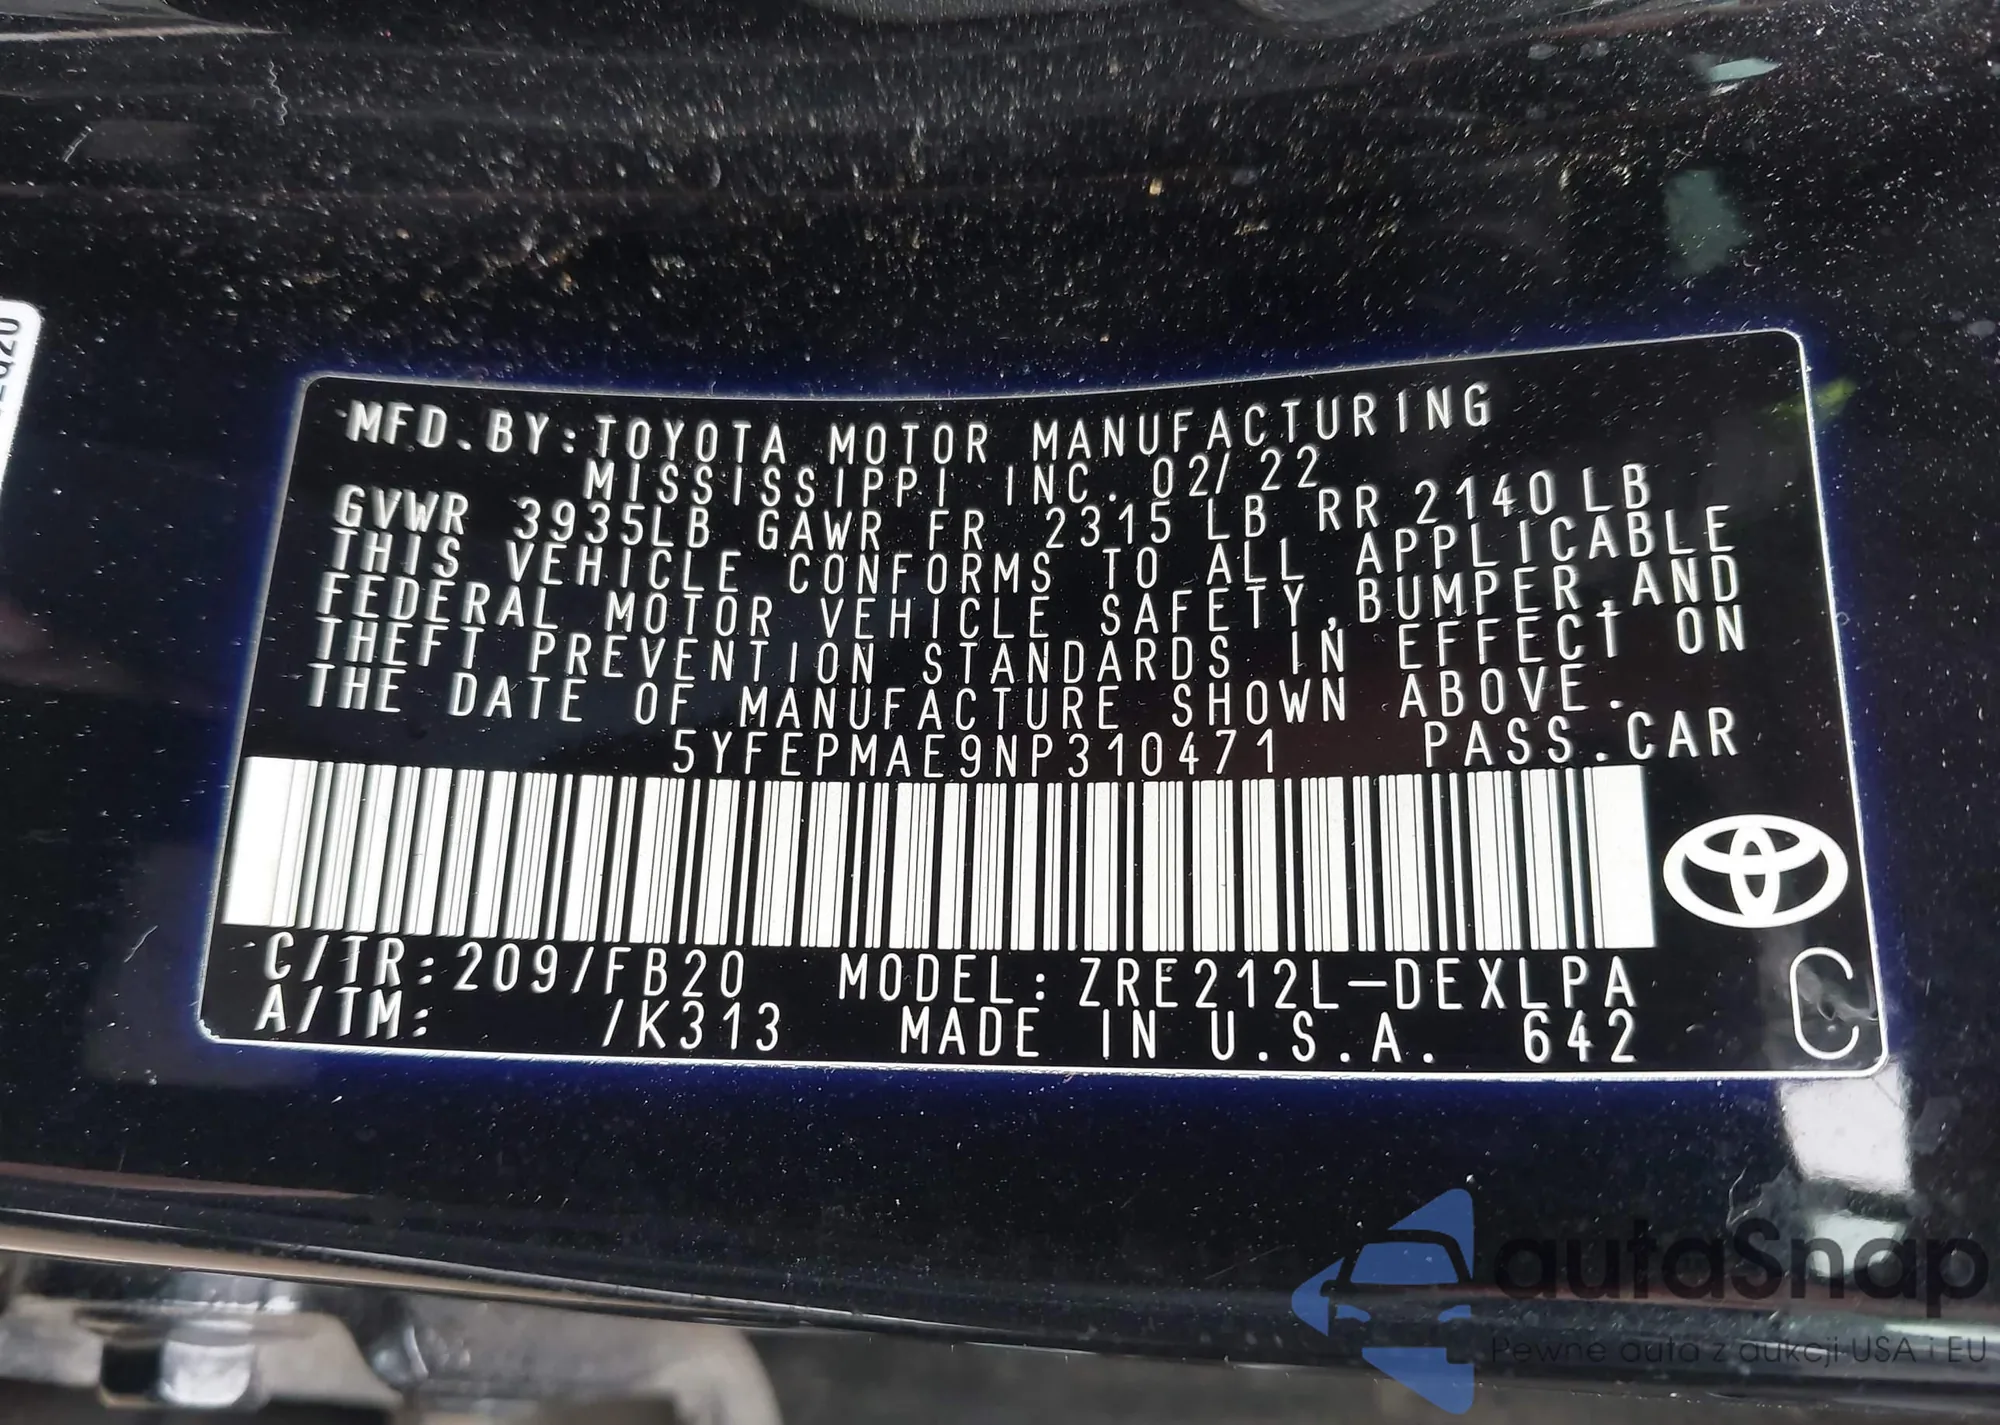 MFD.BY:TOYOTA MOTOR MANUFACTURING
MISSISSIPPI INC. 02/22
GVWR 3935LB GAWR FR 2315 LB RR 2140LB
THIS VEHICLE CONFORMS TO ALL APPLICABLE
FEDERAL MOTOR VEHICLE SAFETY,BUMPER,AND
THEFT PREVENTION STANDARDS IN EFFECT ON
THE DATE OF MANUFACTURE SHOWN ABOVE.
5YFEPMAE9NP310471 PASS.CAR
C/TR:209/FB20 MODEL:ZRE212L-DEXLPA
A/TM: /K313 MADE IN U.S.A. 642
C
autaSnap
Pewne auta z aukcji USA i EU